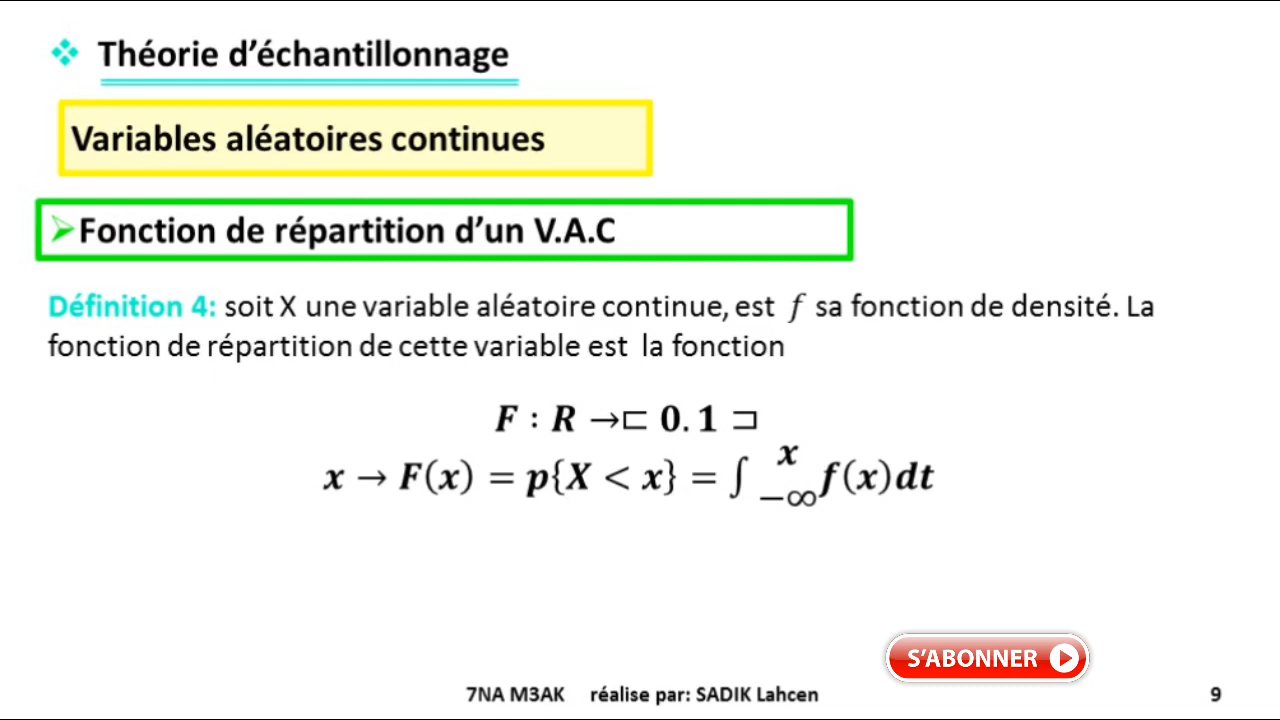 ❖ Théorie d’échantillonnage
Variables aléatoires continues
➢Fonction de répartition d’un V.A.C
Définition 4: soit X une variable aléatoire continue, est f sa fonction de densité. La
fonction de répartition de cette variable est la fonction
F : R →⊏ 0.1 ⊐
x → F(x) = p{X < x} = ∫ x −∞ f(x)dt
S’ABONNER
7NA M3AK réalise par: SADIK Lahcen 9